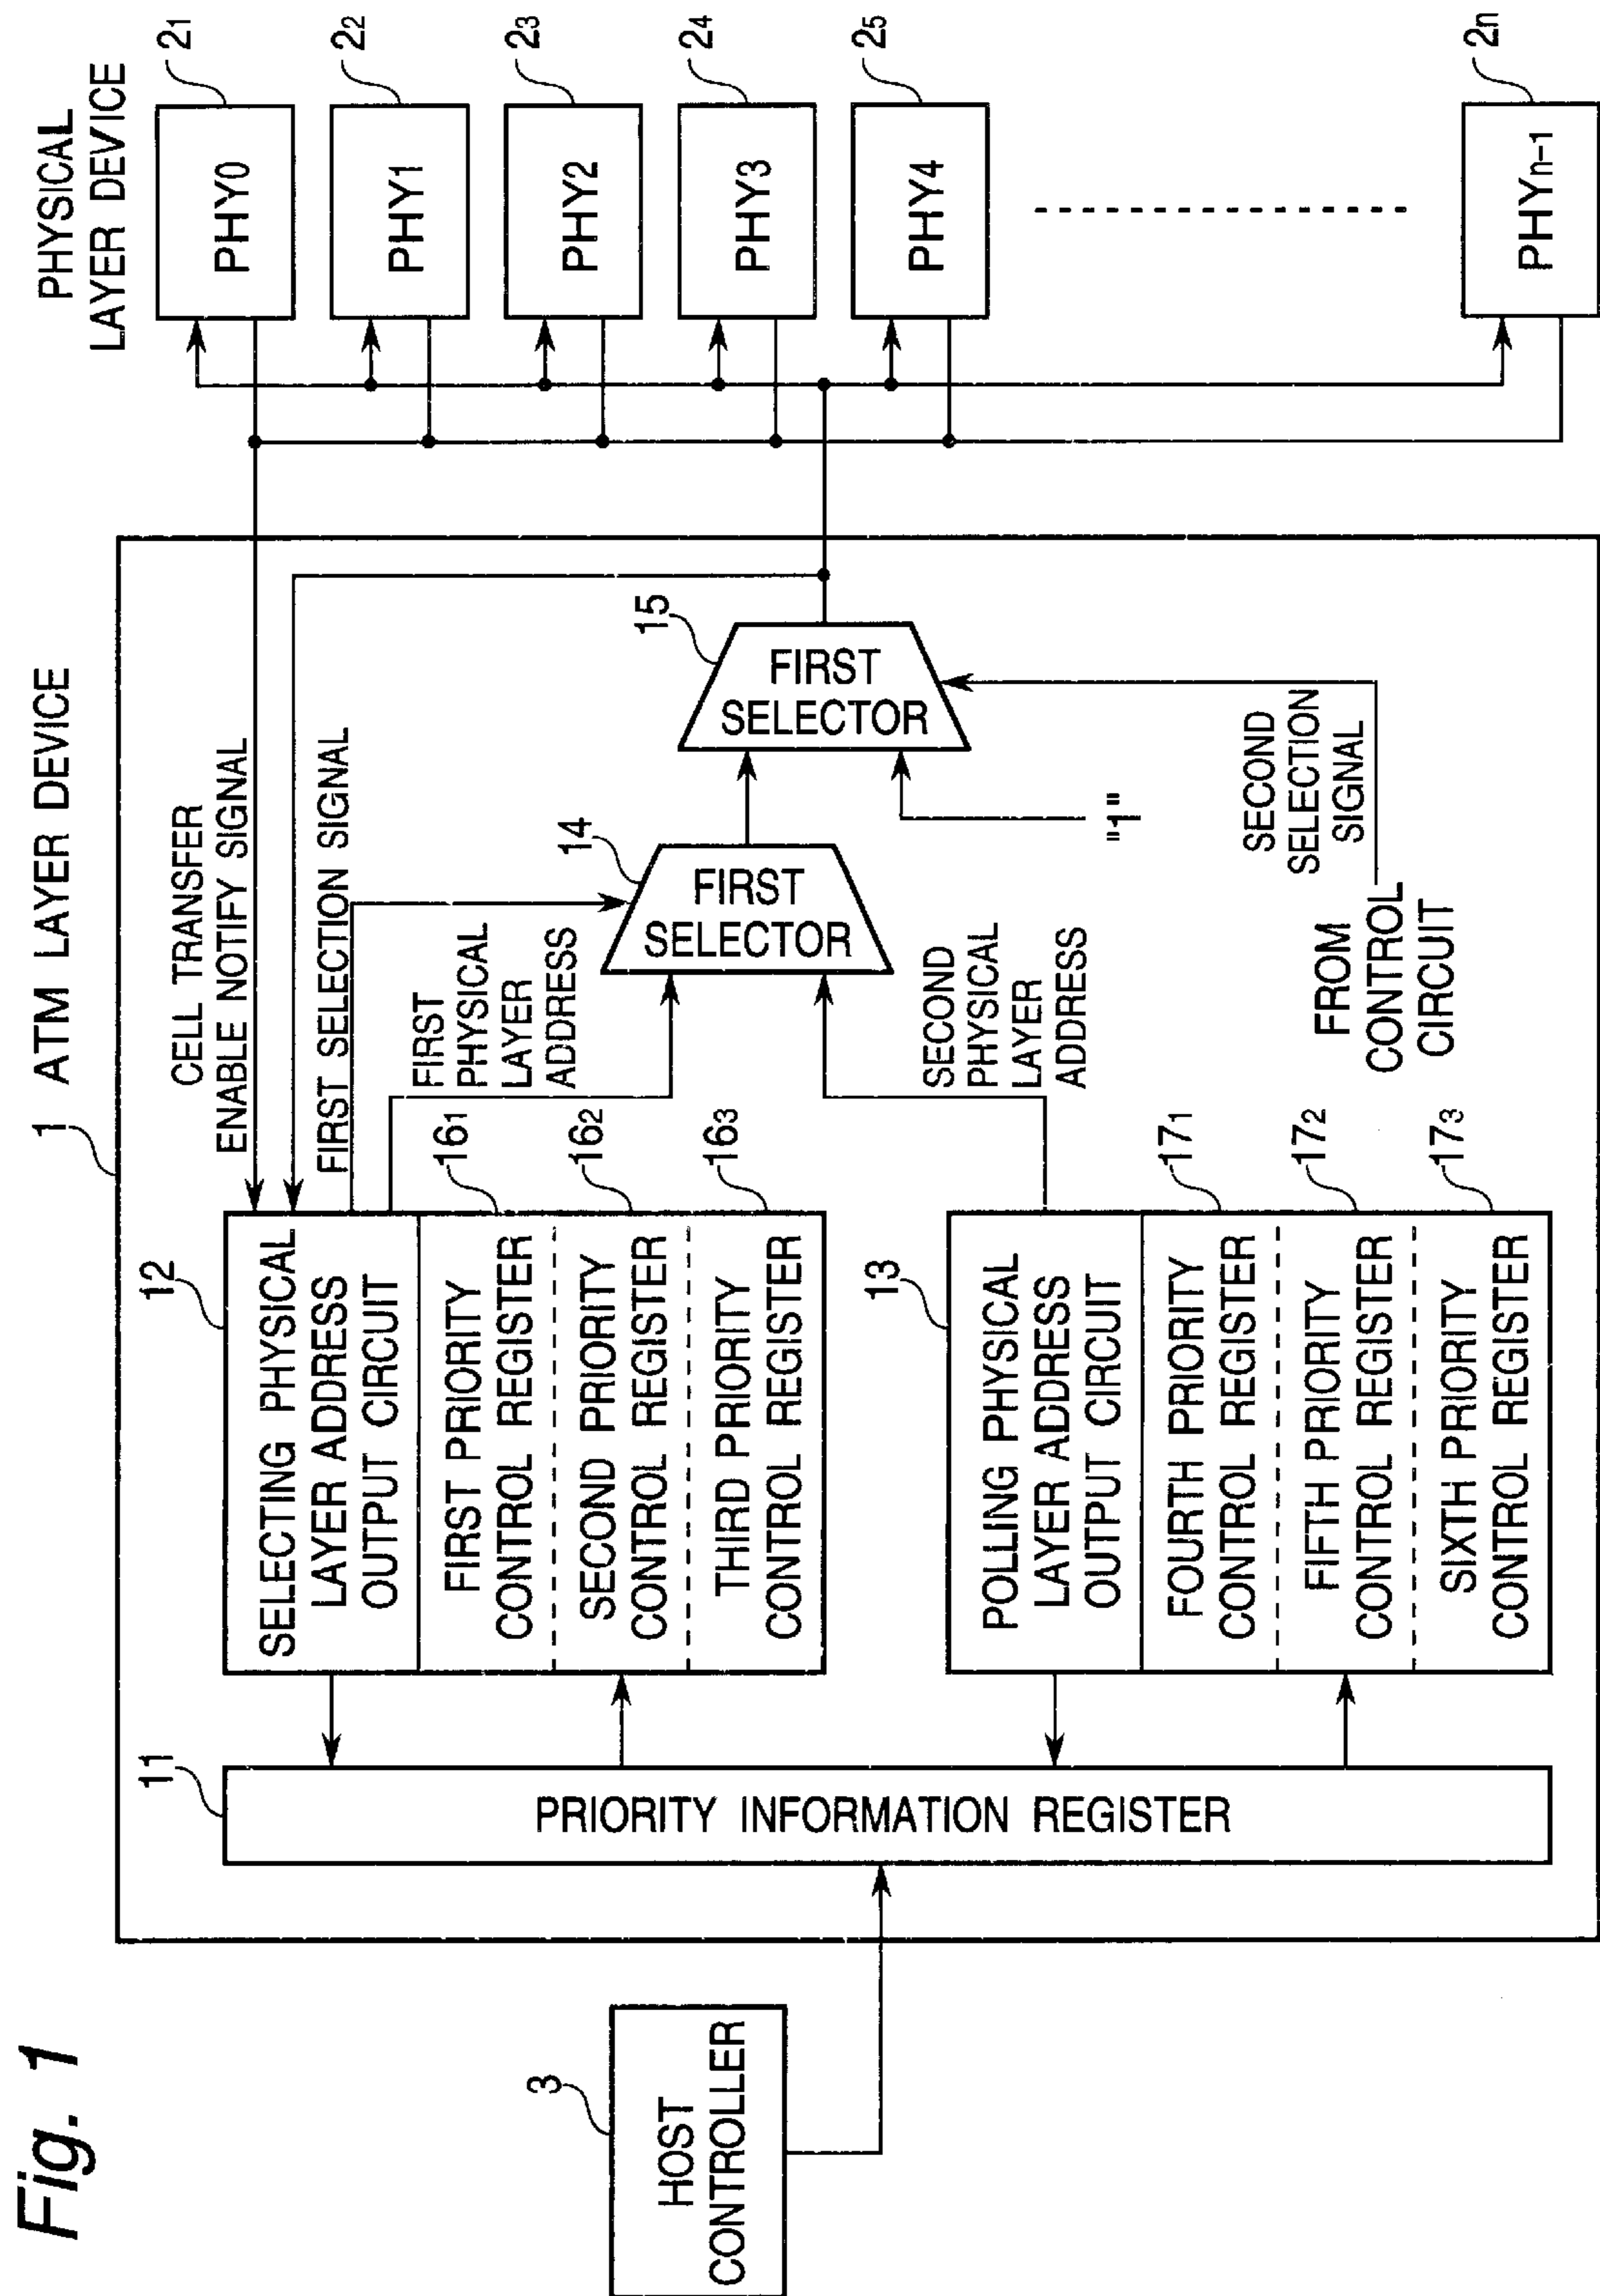 Fig. 1
3
HOST
CONTROLLER
1 ATM LAYER DEVICE
11
PRIORITY INFORMATION REGISTER
12
SELECTING PHYSICAL
LAYER ADDRESS
OUTPUT CIRCUIT
FIRST PRIORITY
CONTROL REGISTER
SECOND PRIORITY
CONTROL REGISTER
THIRD PRIORITY
CONTROL REGISTER
161
162
163
13
POLLING PHYSICAL
LAYER ADDRESS
OUTPUT CIRCUIT
FOURTH PRIORITY
CONTROL REGISTER
FIFTH PRIORITY
CONTROL REGISTER
SIXTH PRIORITY
CONTROL REGISTER
171
172
173
CELL TRANSFER
ENABLE NOTIFY SIGNAL
FIRST SELECTION SIGNAL
FIRST
PHYSICAL
LAYER
ADDRESS
SECOND
PHYSICAL
LAYER
ADDRESS
14
FIRST
SELECTOR
15
FIRST
SELECTOR
"1"
SECOND
SELECTION
SIGNAL
FROM
CONTROL
CIRCUIT
PHYSICAL
LAYER DEVICE
PHY0
21
PHY1
22
PHY2
23
PHY3
24
PHY4
25
PHYn-1
2n